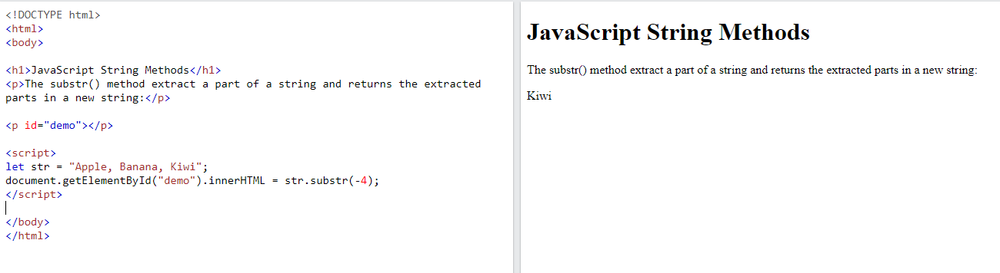 <!DOCTYPE html>
<html>
<body>
<h1>JavaScript String Methods</h1>
<p>The substr() method extract a part of a string and returns the extracted
parts in a new string:</p>
<p id="demo"></p>
<script>
let str = "Apple, Banana, Kiwi";
document.getElementById("demo").innerHTML = str.substr(-4);
</script>
</body>
</html>
JavaScript String Methods
The substr() method extract a part of a string and returns the extracted parts in a new string:
Kiwi